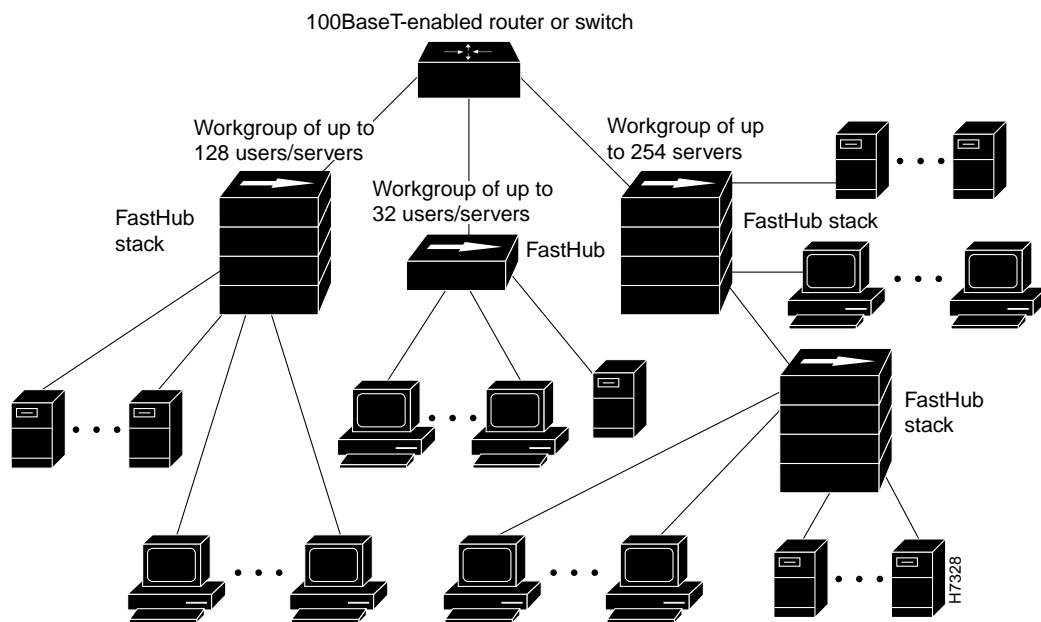 100BaseT-enabled router or switch
Workgroup of up to
128 users/servers
Workgroup of up
to 254 servers
Workgroup of up to
32 users/servers
FastHub
stack
FastHub
FastHub stack
FastHub
stack
H7328